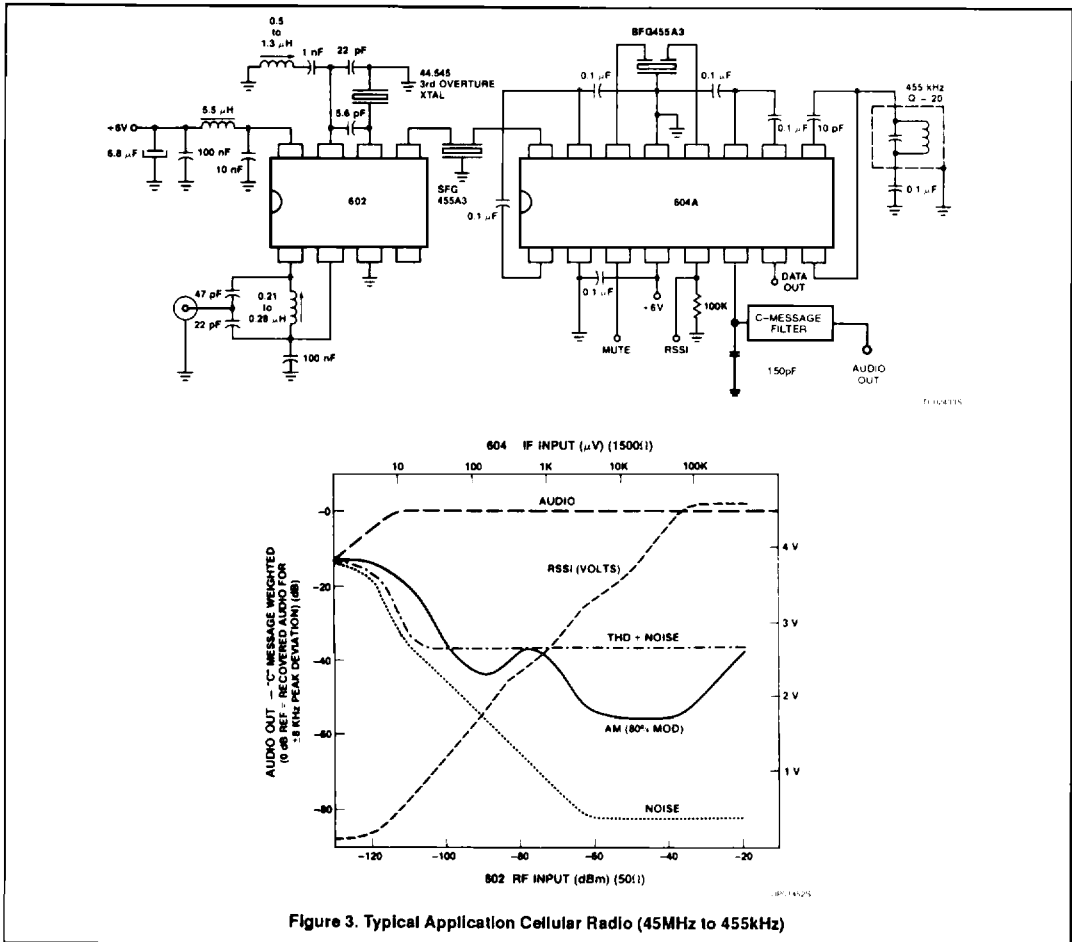 0.5
to
1.3 µH
1 nF
22 pF
44.545
3rd OVERTURE
XTAL
5.6 pF
5.5 µH
+6V
6.8 µF
100 nF
10 nF
602
SFG
455A3
0.1 µF
47 pF
22 pF
0.21
to
0.28 µH
100 nF
SFG455A3
0.1 µF
0.1 µF
0.1 µF
10 pF
455 kHz
Q = 20
0.1 µF
604A
0.1 µF
+6V
MUTE
RSSI
100K
DATA
OUT
C-MESSAGE
FILTER
150pF
AUDIO
OUT
604 IF INPUT (µV) (1500Ω)
10 100 1K 10K 100K
AUDIO
RSSI (VOLTS)
THD + NOISE
AM (80% MOD)
NOISE
AUDIO OUT — "C" MESSAGE WEIGHTED
(0 dB REF = RECOVERED AUDIO FOR
±8 KHz PEAK DEVIATION) (dB)
-0
-20
-40
-60
-80
4 V
3 V
2 V
1 V
-120 -100 -80 -60 -40 -20
602 RF INPUT (dBm) (50Ω)
Figure 3. Typical Application Cellular Radio (45MHz to 455kHz)